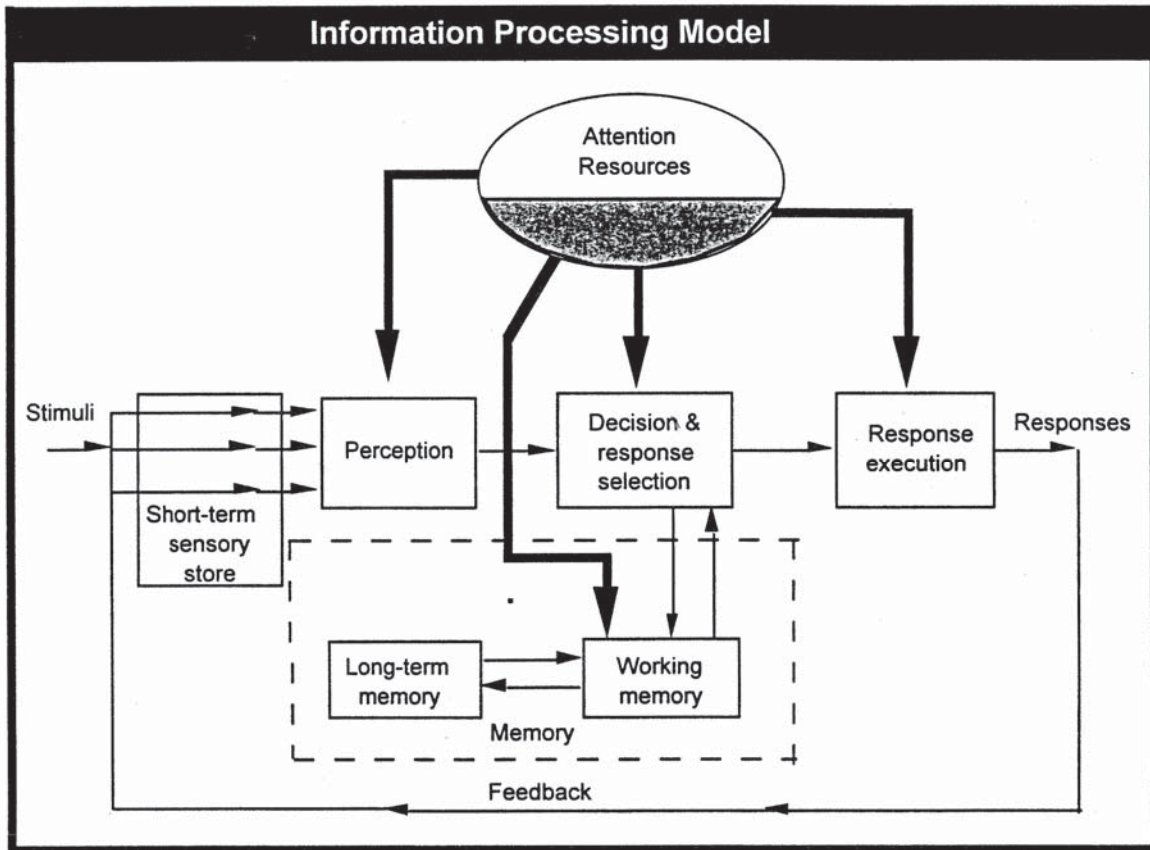 Information Processing Model
Attention
Resources
Stimuli
Short-term
sensory
store
Perception
Decision &
response
selection
Response
execution
Responses
Long-term
memory
Working
memory
Memory
Feedback